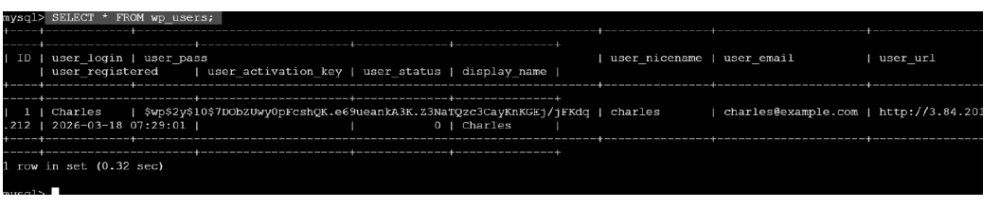 mysql> SELECT * FROM wp_users;
| ID | user_login | user_pass | user_nicename | user_email | user_url
| user_registered | user_activation_key | user_status | display_name |
| 1 | Charles | $wp$2y$10$7DObZUwy0pFcshQK.e69ueankA3K.Z3NaTQzc3CayKnKGEj/jFKdq | charles | charles@example.com | http://3.84.201
.212 | 2026-03-18 07:29:01 | | 0 | Charles |
1 row in set (0.32 sec)
mysql>